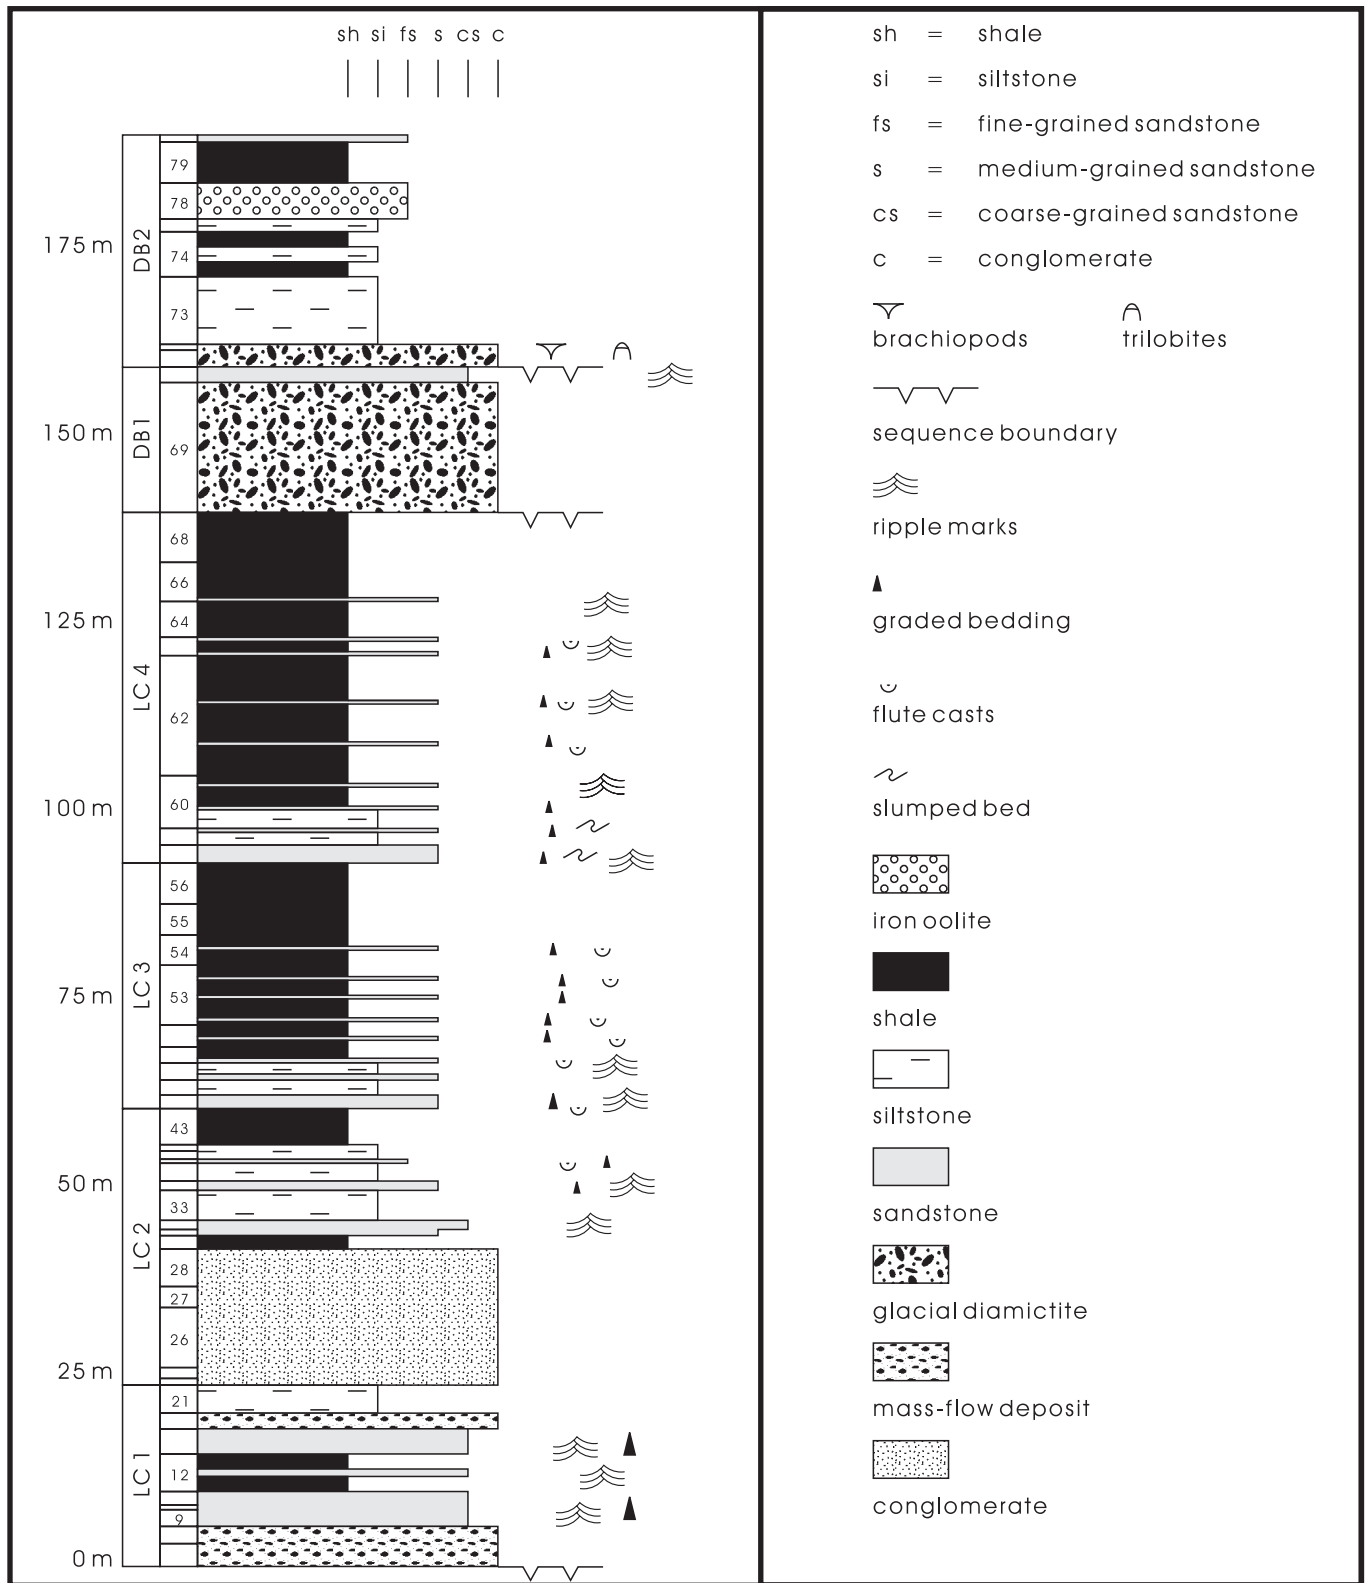 sh si fs s cs c
79
78
175 m
DB2
74
73
150 m
DB1
69
68
66
125 m
64
LC 4
62
100 m
60
56
55
54
LC 3
75 m
53
43
50 m
33
LC 2
28
27
26
25 m
21
LC 1
12
9
0 m
sh = shale
si = siltstone
fs = fine-grained sandstone
s = medium-grained sandstone
cs = coarse-grained sandstone
c = conglomerate
brachiopods trilobites
sequence boundary
ripple marks
graded bedding
flute casts
slumped bed
iron oolite
shale
siltstone
sandstone
glacial diamictite
mass-flow deposit
conglomerate